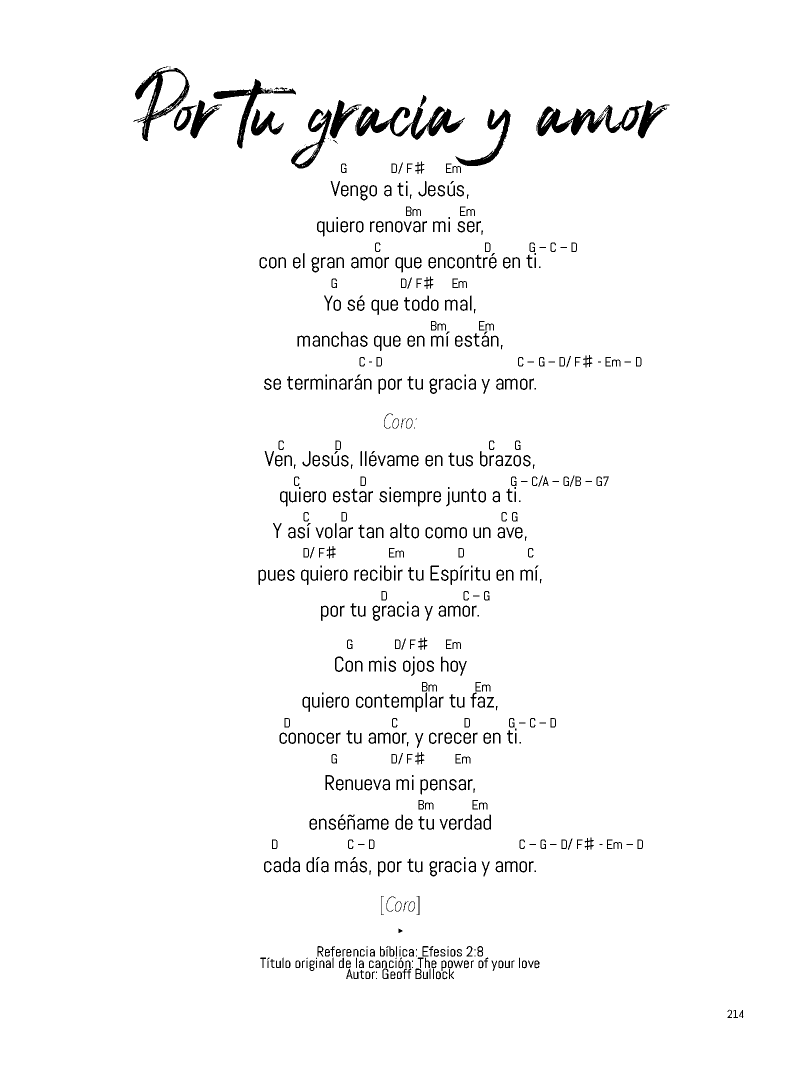 Por tu gracia y amor
G D/ F♯ Em
Vengo a ti, Jesús,
Bm Em
quiero renovar mi ser,
C D G – C – D
con el gran amor que encontré en ti.
G D/ F♯ Em
Yo sé que todo mal,
Bm Em
manchas que en mí están,
C - D C – G – D/ F♯ - Em – D
se terminarán por tu gracia y amor.
Coro:
C D C G
Ven, Jesús, llévame en tus brazos,
C D G – C/A – G/B – G7
quiero estar siempre junto a ti.
C D C G
Y así volar tan alto como un ave,
D/ F♯ Em D C
pues quiero recibir tu Espíritu en mí,
D C – G
por tu gracia y amor.
G D/ F♯ Em
Con mis ojos hoy
Bm Em
quiero contemplar tu faz,
D C D G – C – D
conocer tu amor, y crecer en ti.
G D/ F♯ Em
Renueva mi pensar,
Bm Em
enséñame de tu verdad
D C – D C – G – D/ F♯ - Em – D
cada día más, por tu gracia y amor.
[Coro]
Referencia bíblica: Efesios 2:8
Título original de la canción: The power of your love
Autor: Geoff Bullock
214